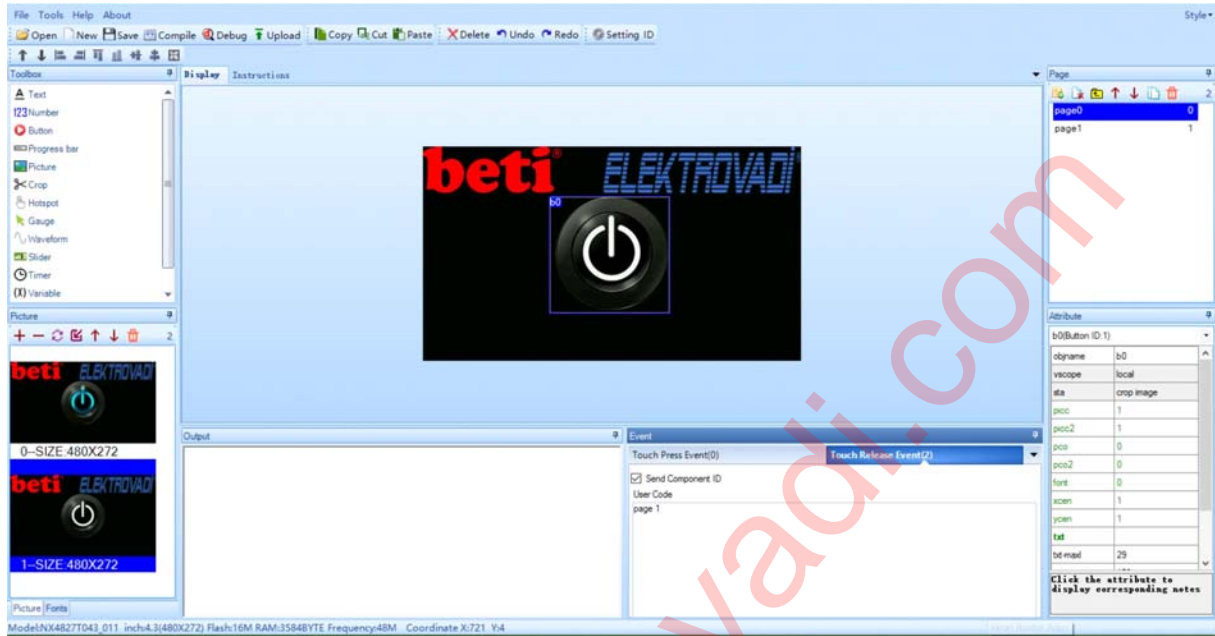 File Tools Help About
Style
Open New Save Compile Debug Upload Copy Cut Paste Delete Undo Redo Setting ID
Toolbox
A Text
123 Number
Button
Progress bar
Picture
Crop
Hotspot
Gauge
Waveform
Slider
Timer
(X) Variable
Picture
2
beti ELEKTROVADİ
0--SIZE:480X272
beti ELEKTROVADİ
1--SIZE:480X272
Picture Fonts
Display Instructions
beti® ELEKTROVADİ
b0
Output
Event
Touch Press Event(0) Touch Release Event(2)
Send Component ID
User Code
page 1
Page
2
page0 0
page1 1
Attribute
b0(Button ID:1)
objname b0
vscope local
sta crop image
picc 1
picc2 1
pco 0
pco2 0
font 0
xcen 1
ycen 1
txt
txt-maxl 29
Click the attribute to
display corresponding notes
Model:NX4827T043_011 inch:4.3(480X272) Flash:16M RAM:3584BYTE Frequency:48M Coordinate X:721 Y:4
vadi.com